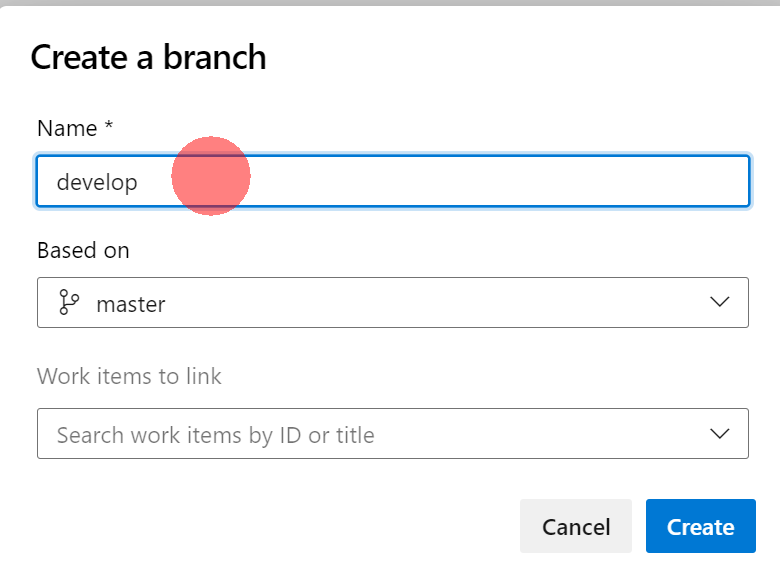 Create a branch
Name *
develop
Based on
master
Work items to link
Search work items by ID or title
Cancel Create